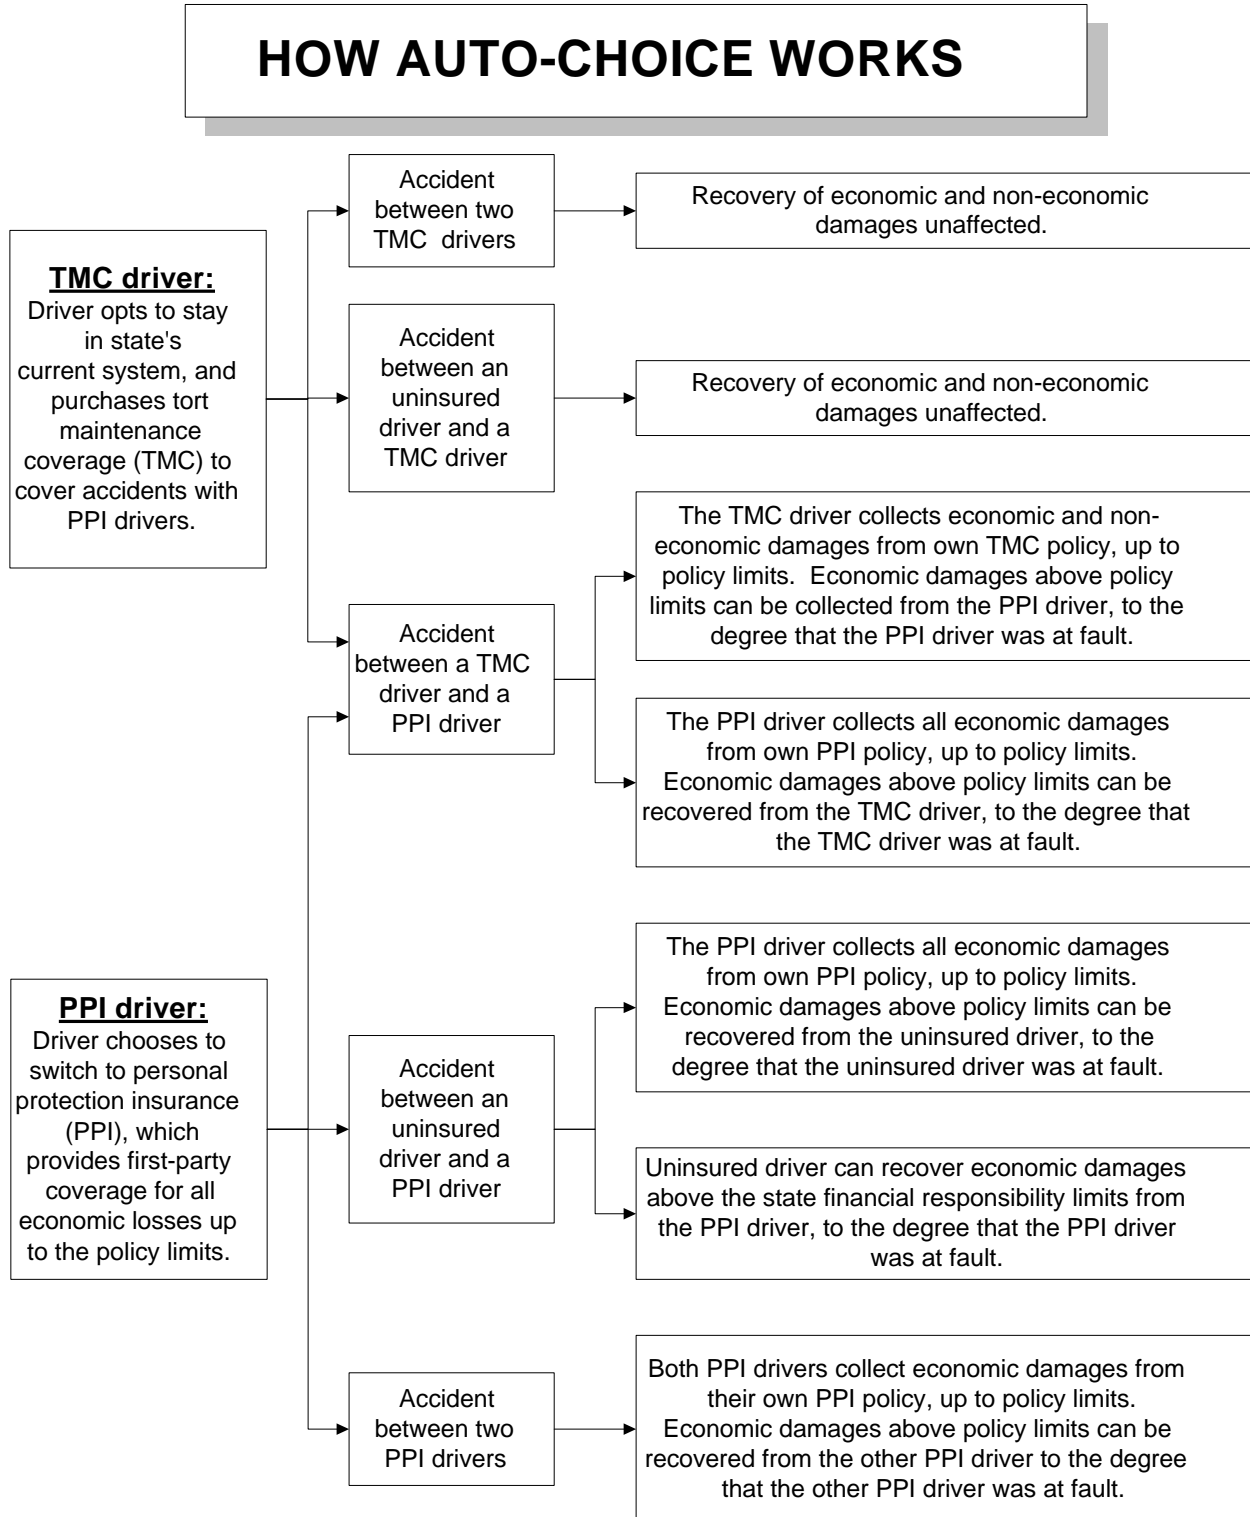 HOW AUTO-CHOICE WORKS
TMC driver:
Driver opts to stay
in state's
current system, and
purchases tort
maintenance
coverage (TMC) to
cover accidents with
PPI drivers.
Accident
between two
TMC drivers
Recovery of economic and non-economic
damages unaffected.
Accident
between an
uninsured
driver and a
TMC driver
Recovery of economic and non-economic
damages unaffected.
Accident
between a TMC
driver and a
PPI driver
The TMC driver collects economic and non-
economic damages from own TMC policy, up to
policy limits. Economic damages above policy
limits can be collected from the PPI driver, to the
degree that the PPI driver was at fault.
The PPI driver collects all economic damages
from own PPI policy, up to policy limits.
Economic damages above policy limits can be
recovered from the TMC driver, to the degree that
the TMC driver was at fault.
PPI driver:
Driver chooses to
switch to personal
protection insurance
(PPI), which
provides first-party
coverage for all
economic losses up
to the policy limits.
Accident
between an
uninsured
driver and a
PPI driver
The PPI driver collects all economic damages
from own PPI policy, up to policy limits.
Economic damages above policy limits can be
recovered from the uninsured driver, to the
degree that the uninsured driver was at fault.
Uninsured driver can recover economic damages
above the state financial responsibility limits from
the PPI driver, to the degree that the PPI driver
was at fault.
Accident
between two
PPI drivers
Both PPI drivers collect economic damages from
their own PPI policy, up to policy limits.
Economic damages above policy limits can be
recovered from the other PPI driver to the degree
that the other PPI driver was at fault.